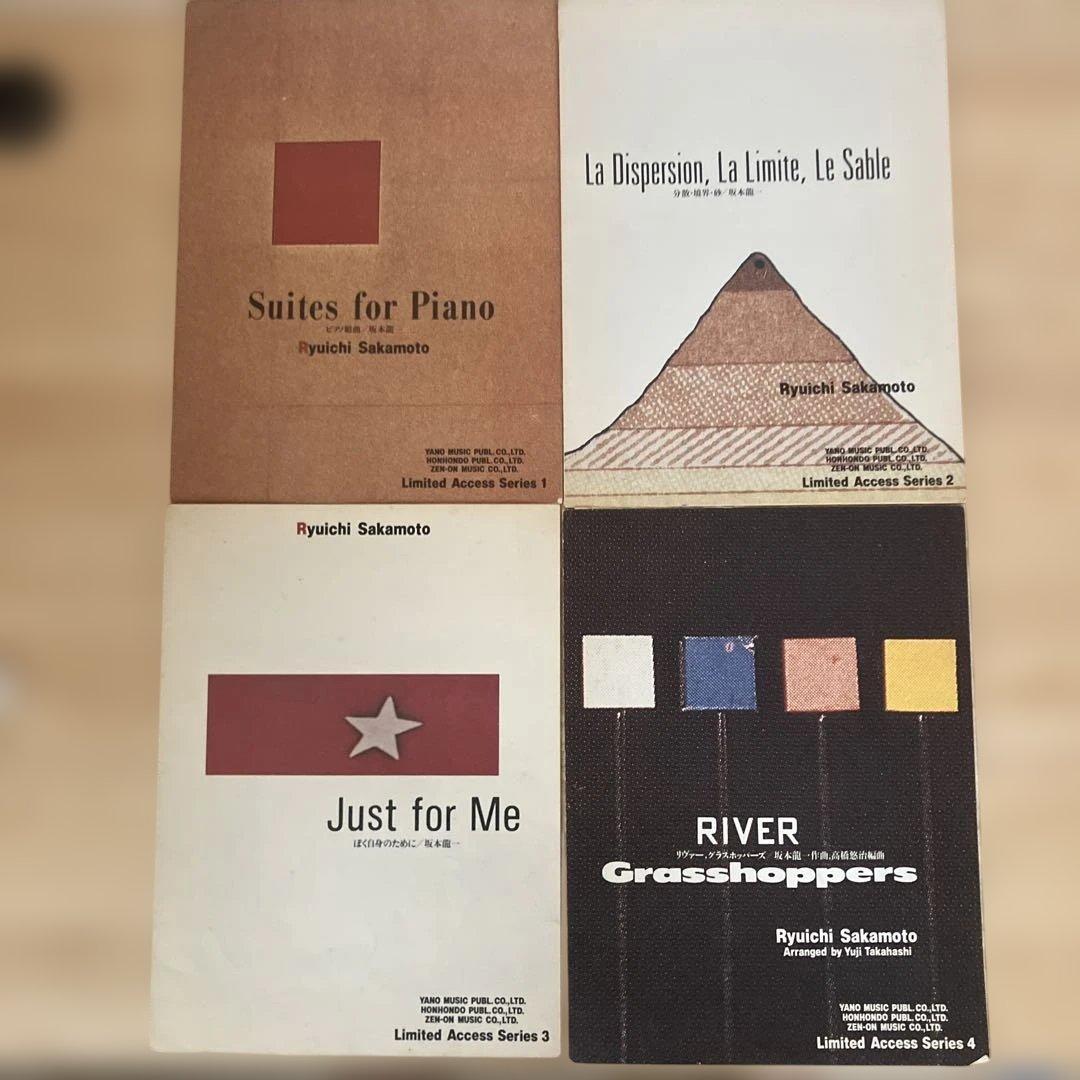 Suites for Piano
ピアノ組曲／坂本龍一
Ryuichi Sakamoto
YANO MUSIC PUBL.CO.,LTD.
HONHONDO PUBL.CO.,LTD.
ZEN-ON MUSIC CO.,LTD.
Limited Access Series 1
La Dispersion, La Limite, Le Sable
分散・境界・砂／坂本龍一
Ryuichi Sakamoto
YANO MUSIC PUBL.CO.,LTD.
HONHONDO PUBL.CO.,LTD.
ZEN-ON MUSIC CO.,LTD.
Limited Access Series 2
Ryuichi Sakamoto
Just for Me
ぼく自身のために／坂本龍一
YANO MUSIC PUBL.CO.,LTD.
HONHONDO PUBL.CO.,LTD.
ZEN-ON MUSIC CO.,LTD.
Limited Access Series 3
RIVER
リヴァー，グラスホッパーズ／坂本龍一作曲，高橋悠治編曲
Grasshoppers
Ryuichi Sakamoto
Arranged by Yuji Takahashi
YANO MUSIC PUBL.CO.,LTD.
HONHONDO PUBL.CO.,LTD.
ZEN-ON MUSIC CO.,LTD.
Limited Access Series 4